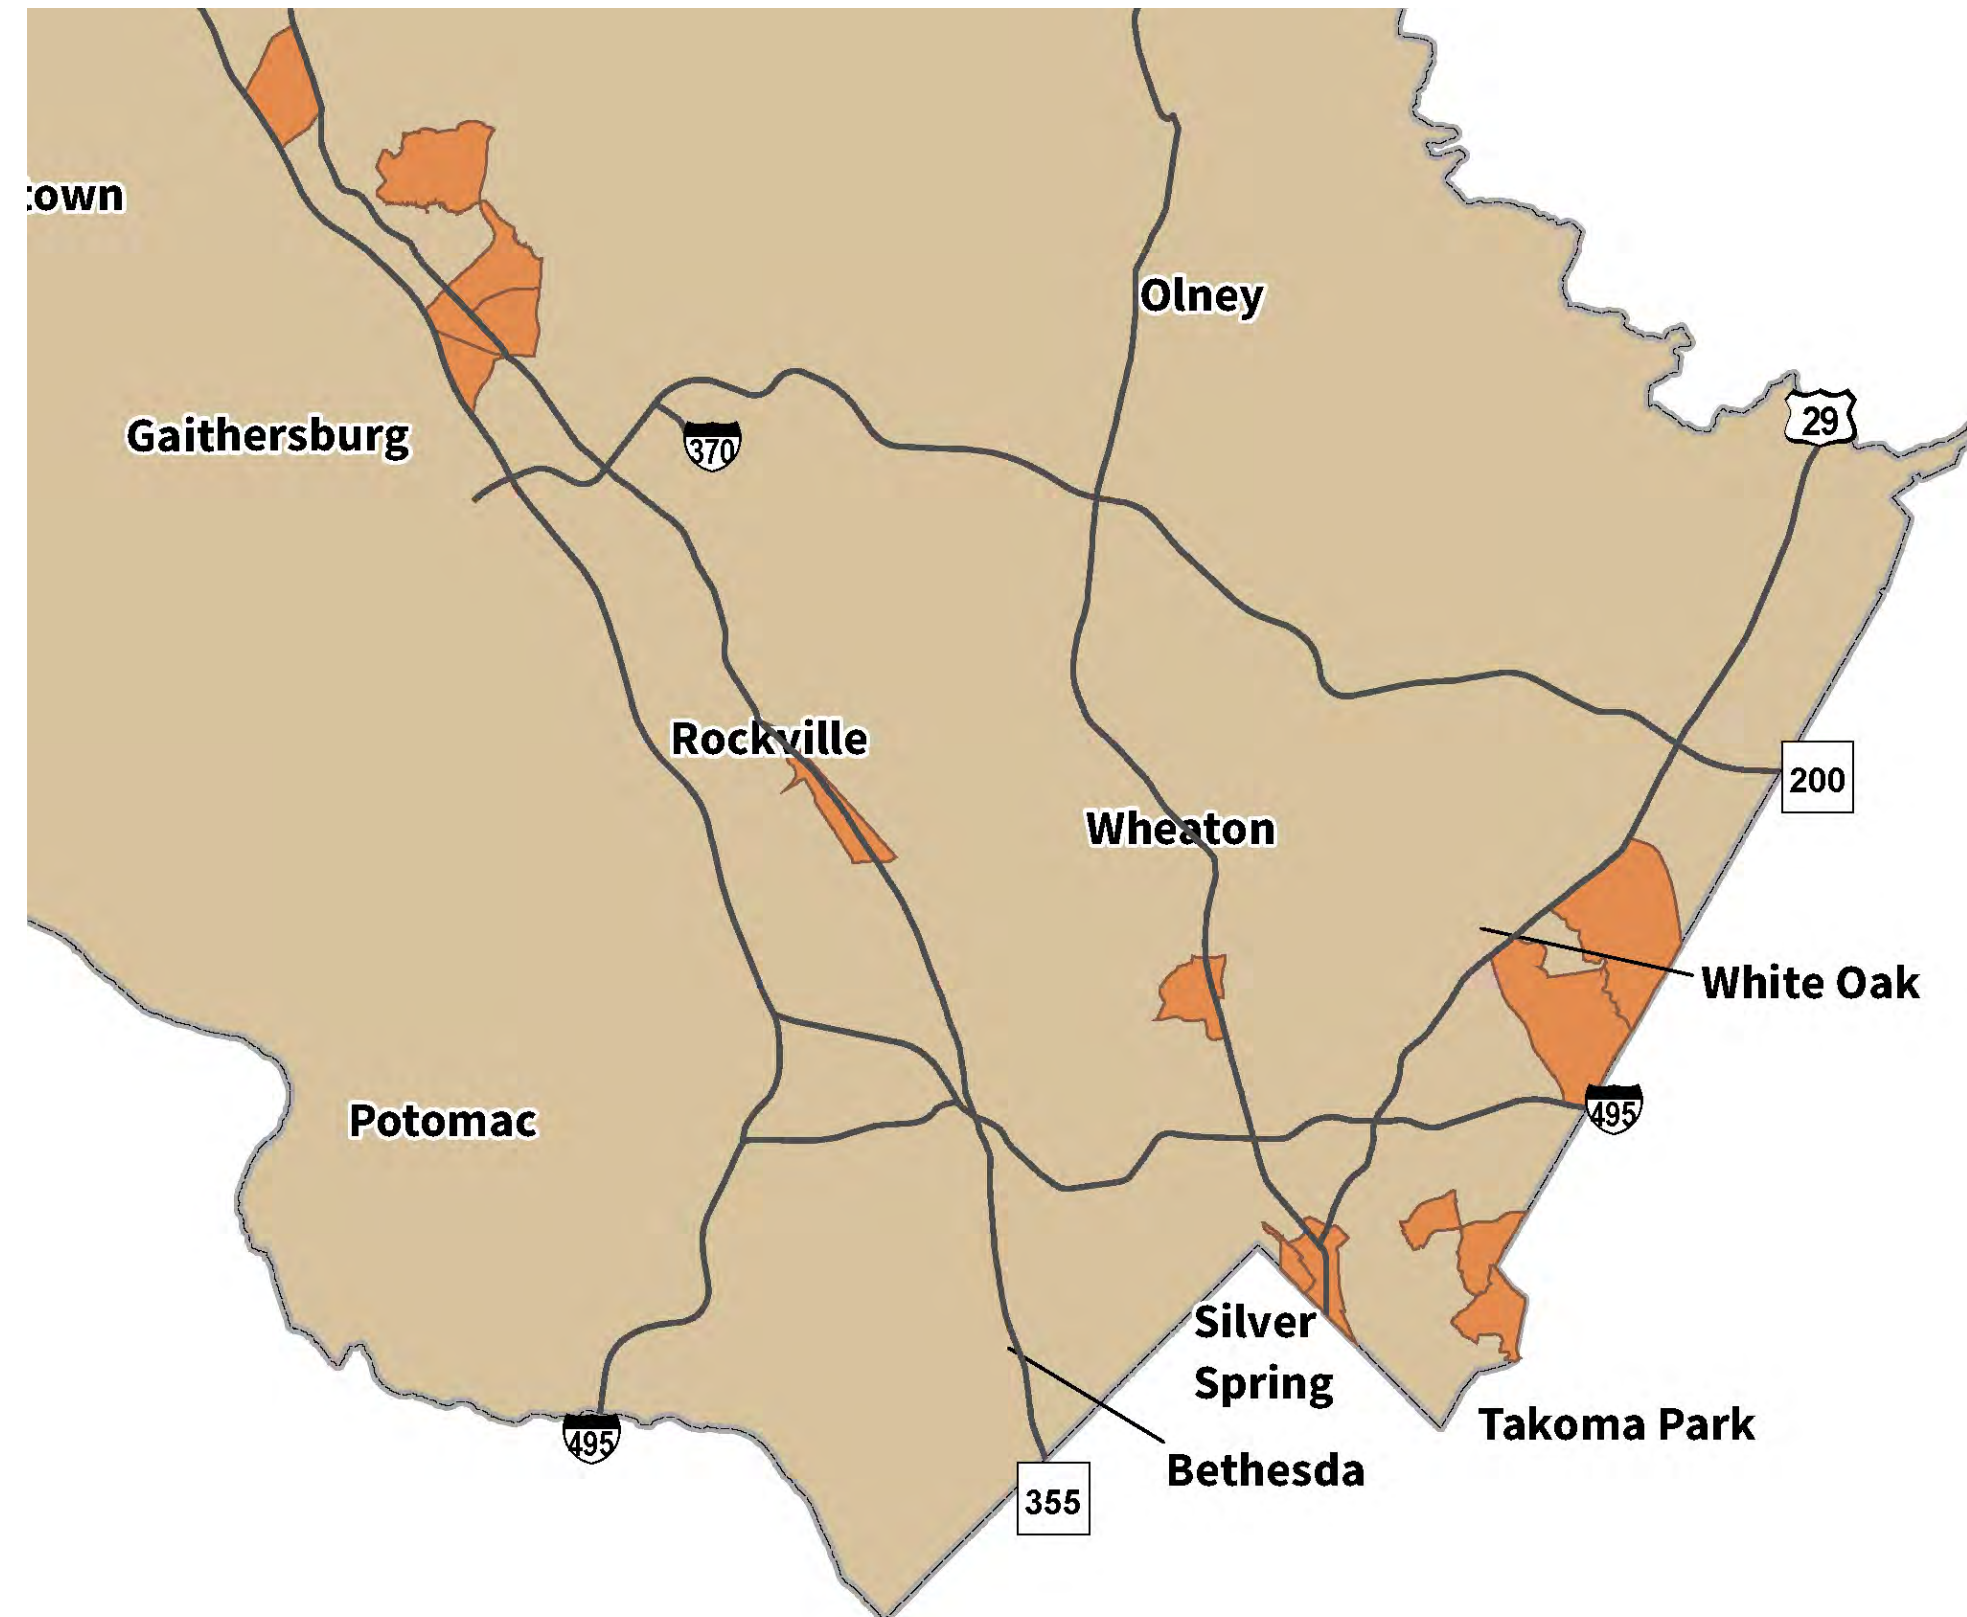 town
Olney
29
Gaithersburg
370
Rockville
200
Wheaton
White Oak
495
Potomac
Silver
Spring
Takoma Park
495
Bethesda
355